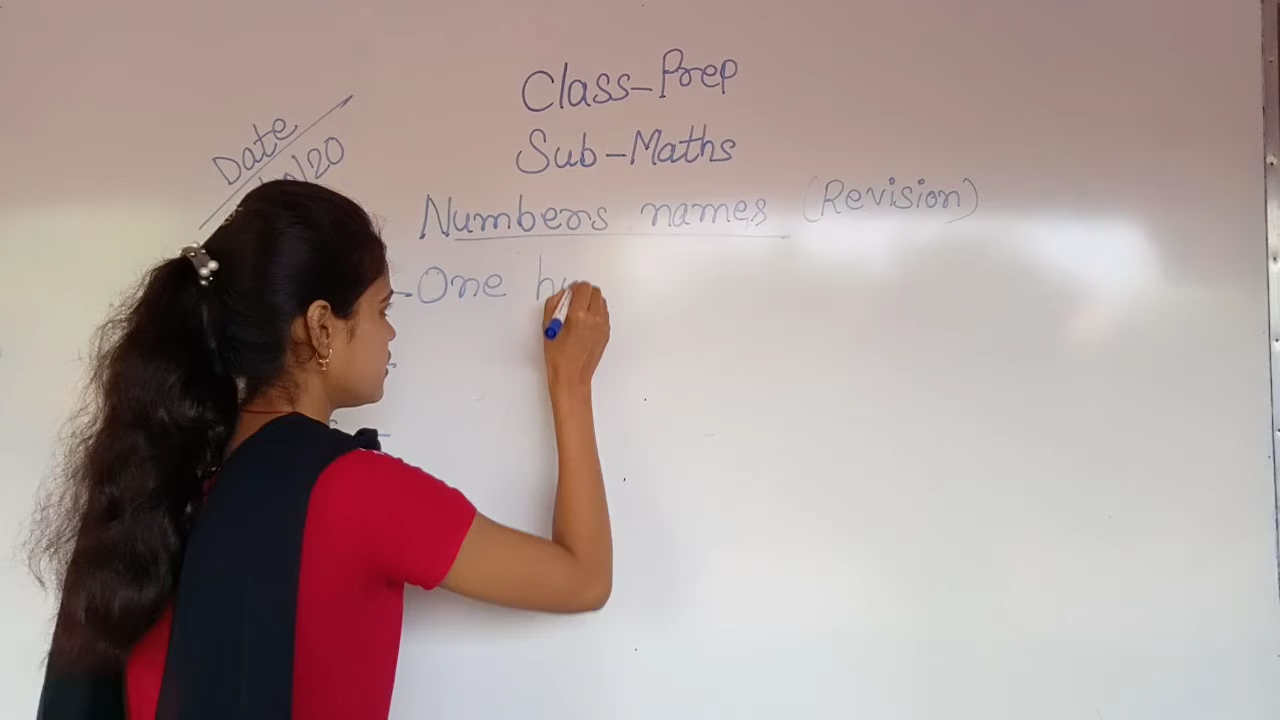 Date
/20
Class-Prep
Sub-Maths
Numbers names (Revision)
-One hu